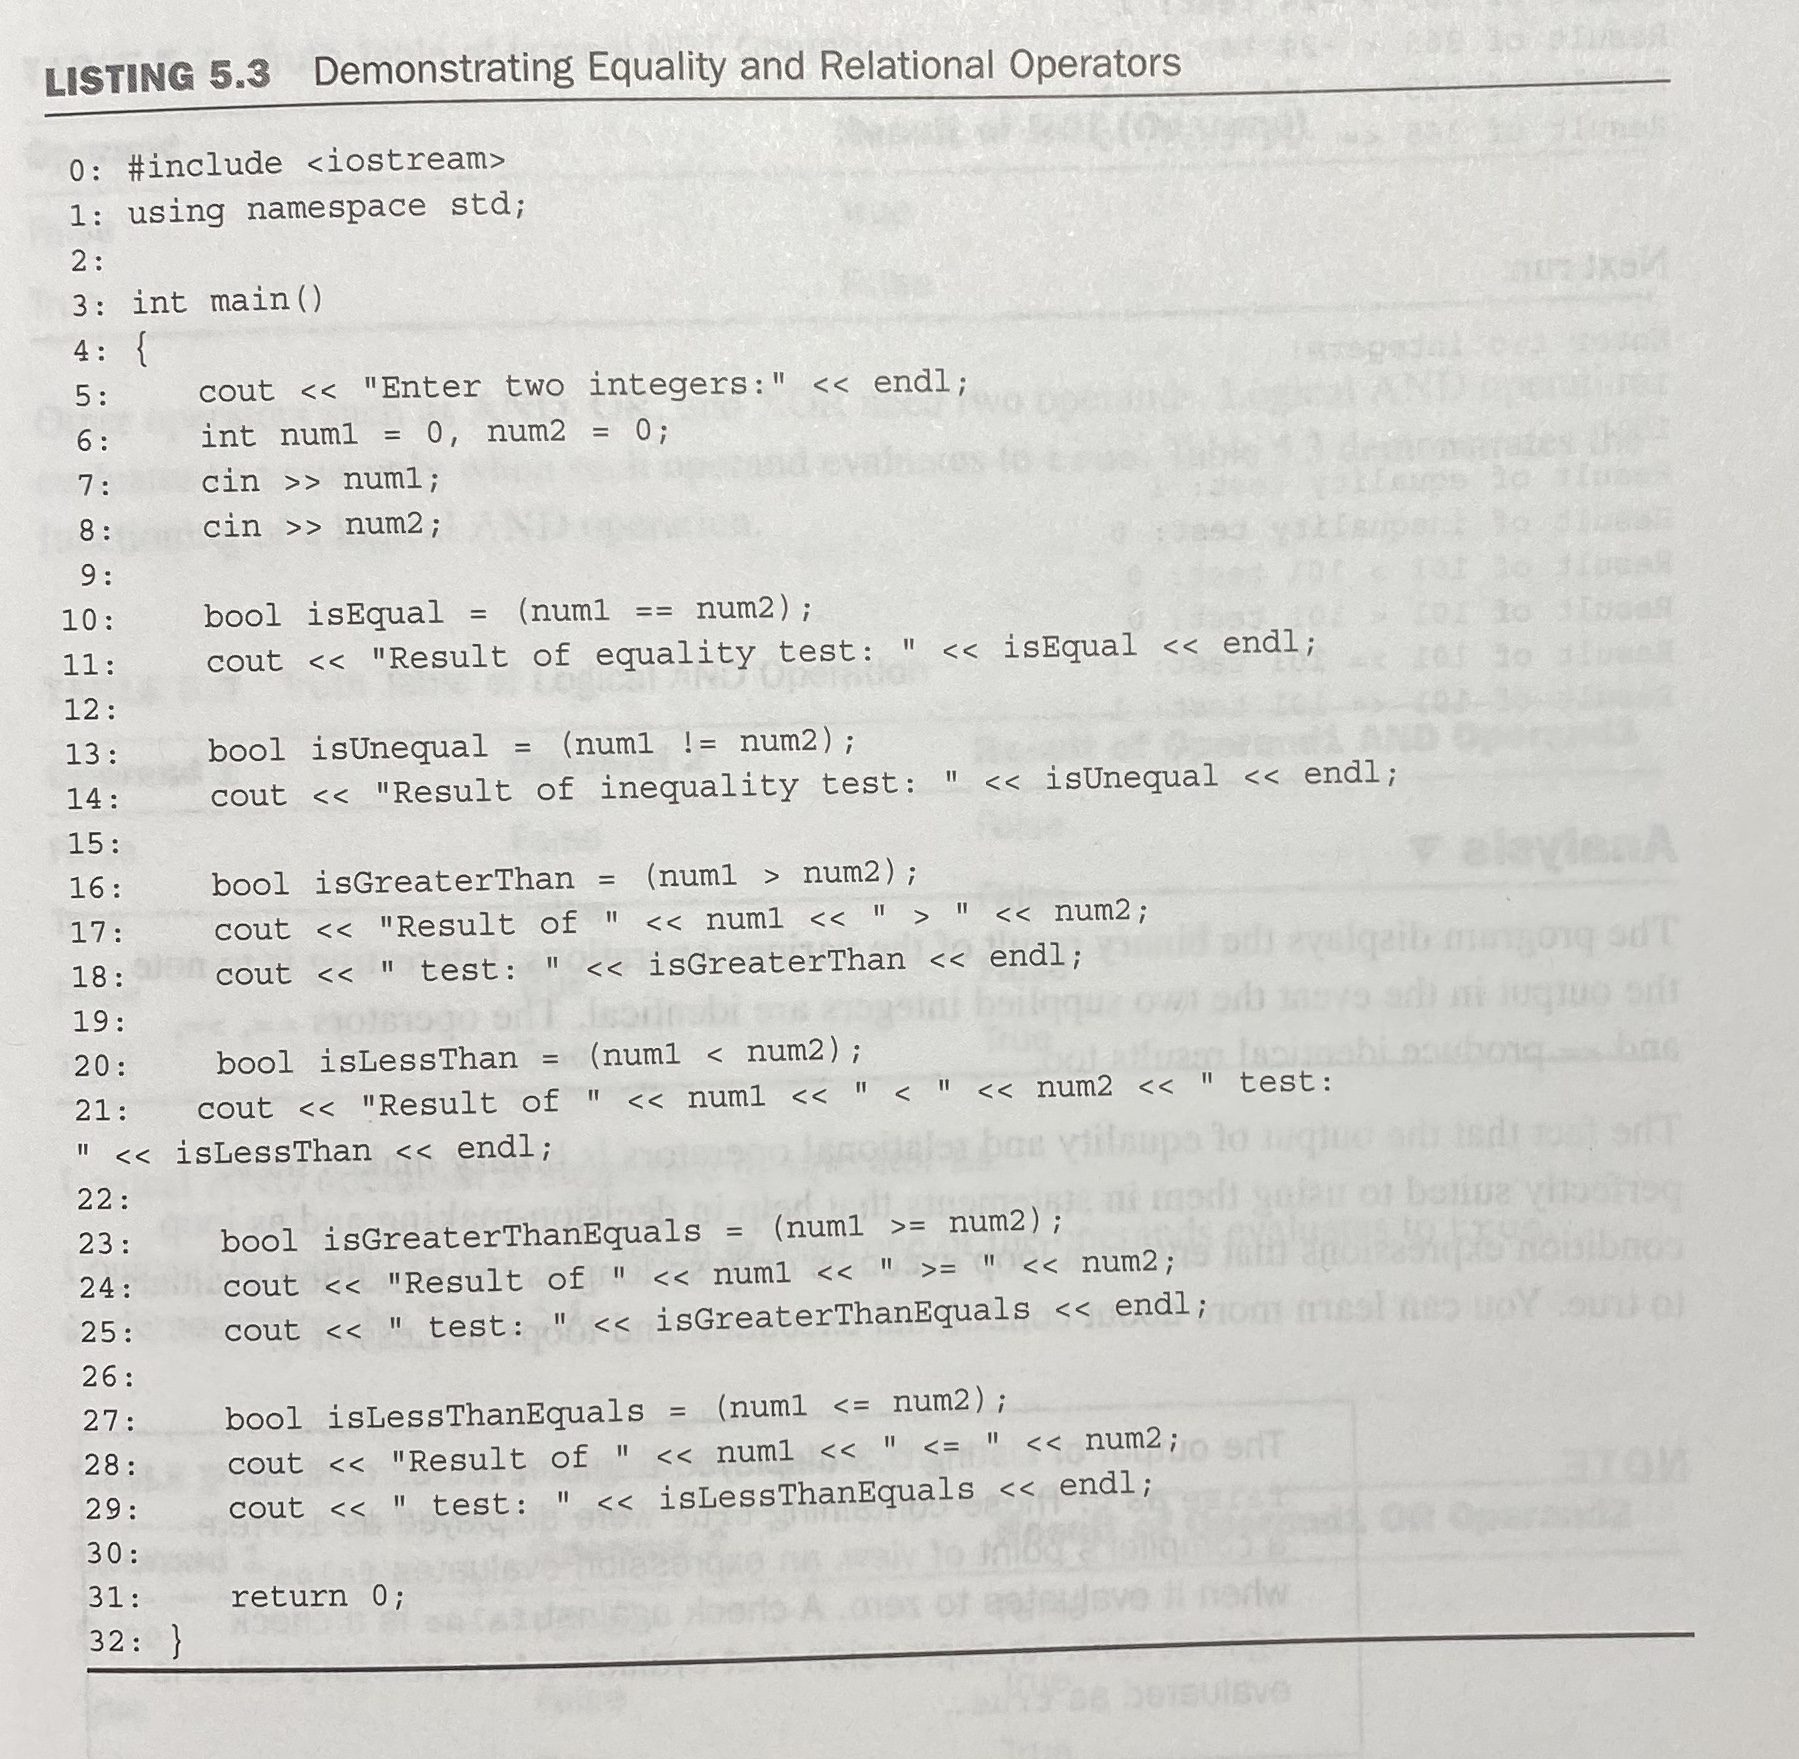 LISTING 5.3 Demonstrating Equality and Relational Operators
0: #include <iostream>
1: using namespace std;
2:
3: int main()
4: {
5:    cout << "Enter two integers:" << endl;
6:    int num1 = 0, num2 = 0;
7:    cin >> num1;
8:    cin >> num2;
9:
10:    bool isEqual = (num1 == num2);
11:    cout << "Result of equality test: " << isEqual << endl;
12:
13:    bool isUnequal = (num1 != num2);
14:    cout << "Result of inequality test: " << isUnequal << endl;
15:
16:    bool isGreaterThan = (num1 > num2);
17:    cout << "Result of " << num1 << " > " << num2;
18:    cout << " test: " << isGreaterThan << endl;
19:
20:    bool isLessThan = (num1 < num2);
21:   cout << "Result of " << num1 << " < " << num2 << " test:
" << isLessThan << endl;
22:
23:    bool isGreaterThanEquals = (num1 >= num2);
24:    cout << "Result of " << num1 << " >= " << num2;
25:    cout << " test: " << isGreaterThanEquals << endl;
26:
27:    bool isLessThanEquals = (num1 <= num2);
28:    cout << "Result of " << num1 << " <= " << num2;
29:    cout << " test: " << isLessThanEquals << endl;
30:
31:    return 0;
32: }